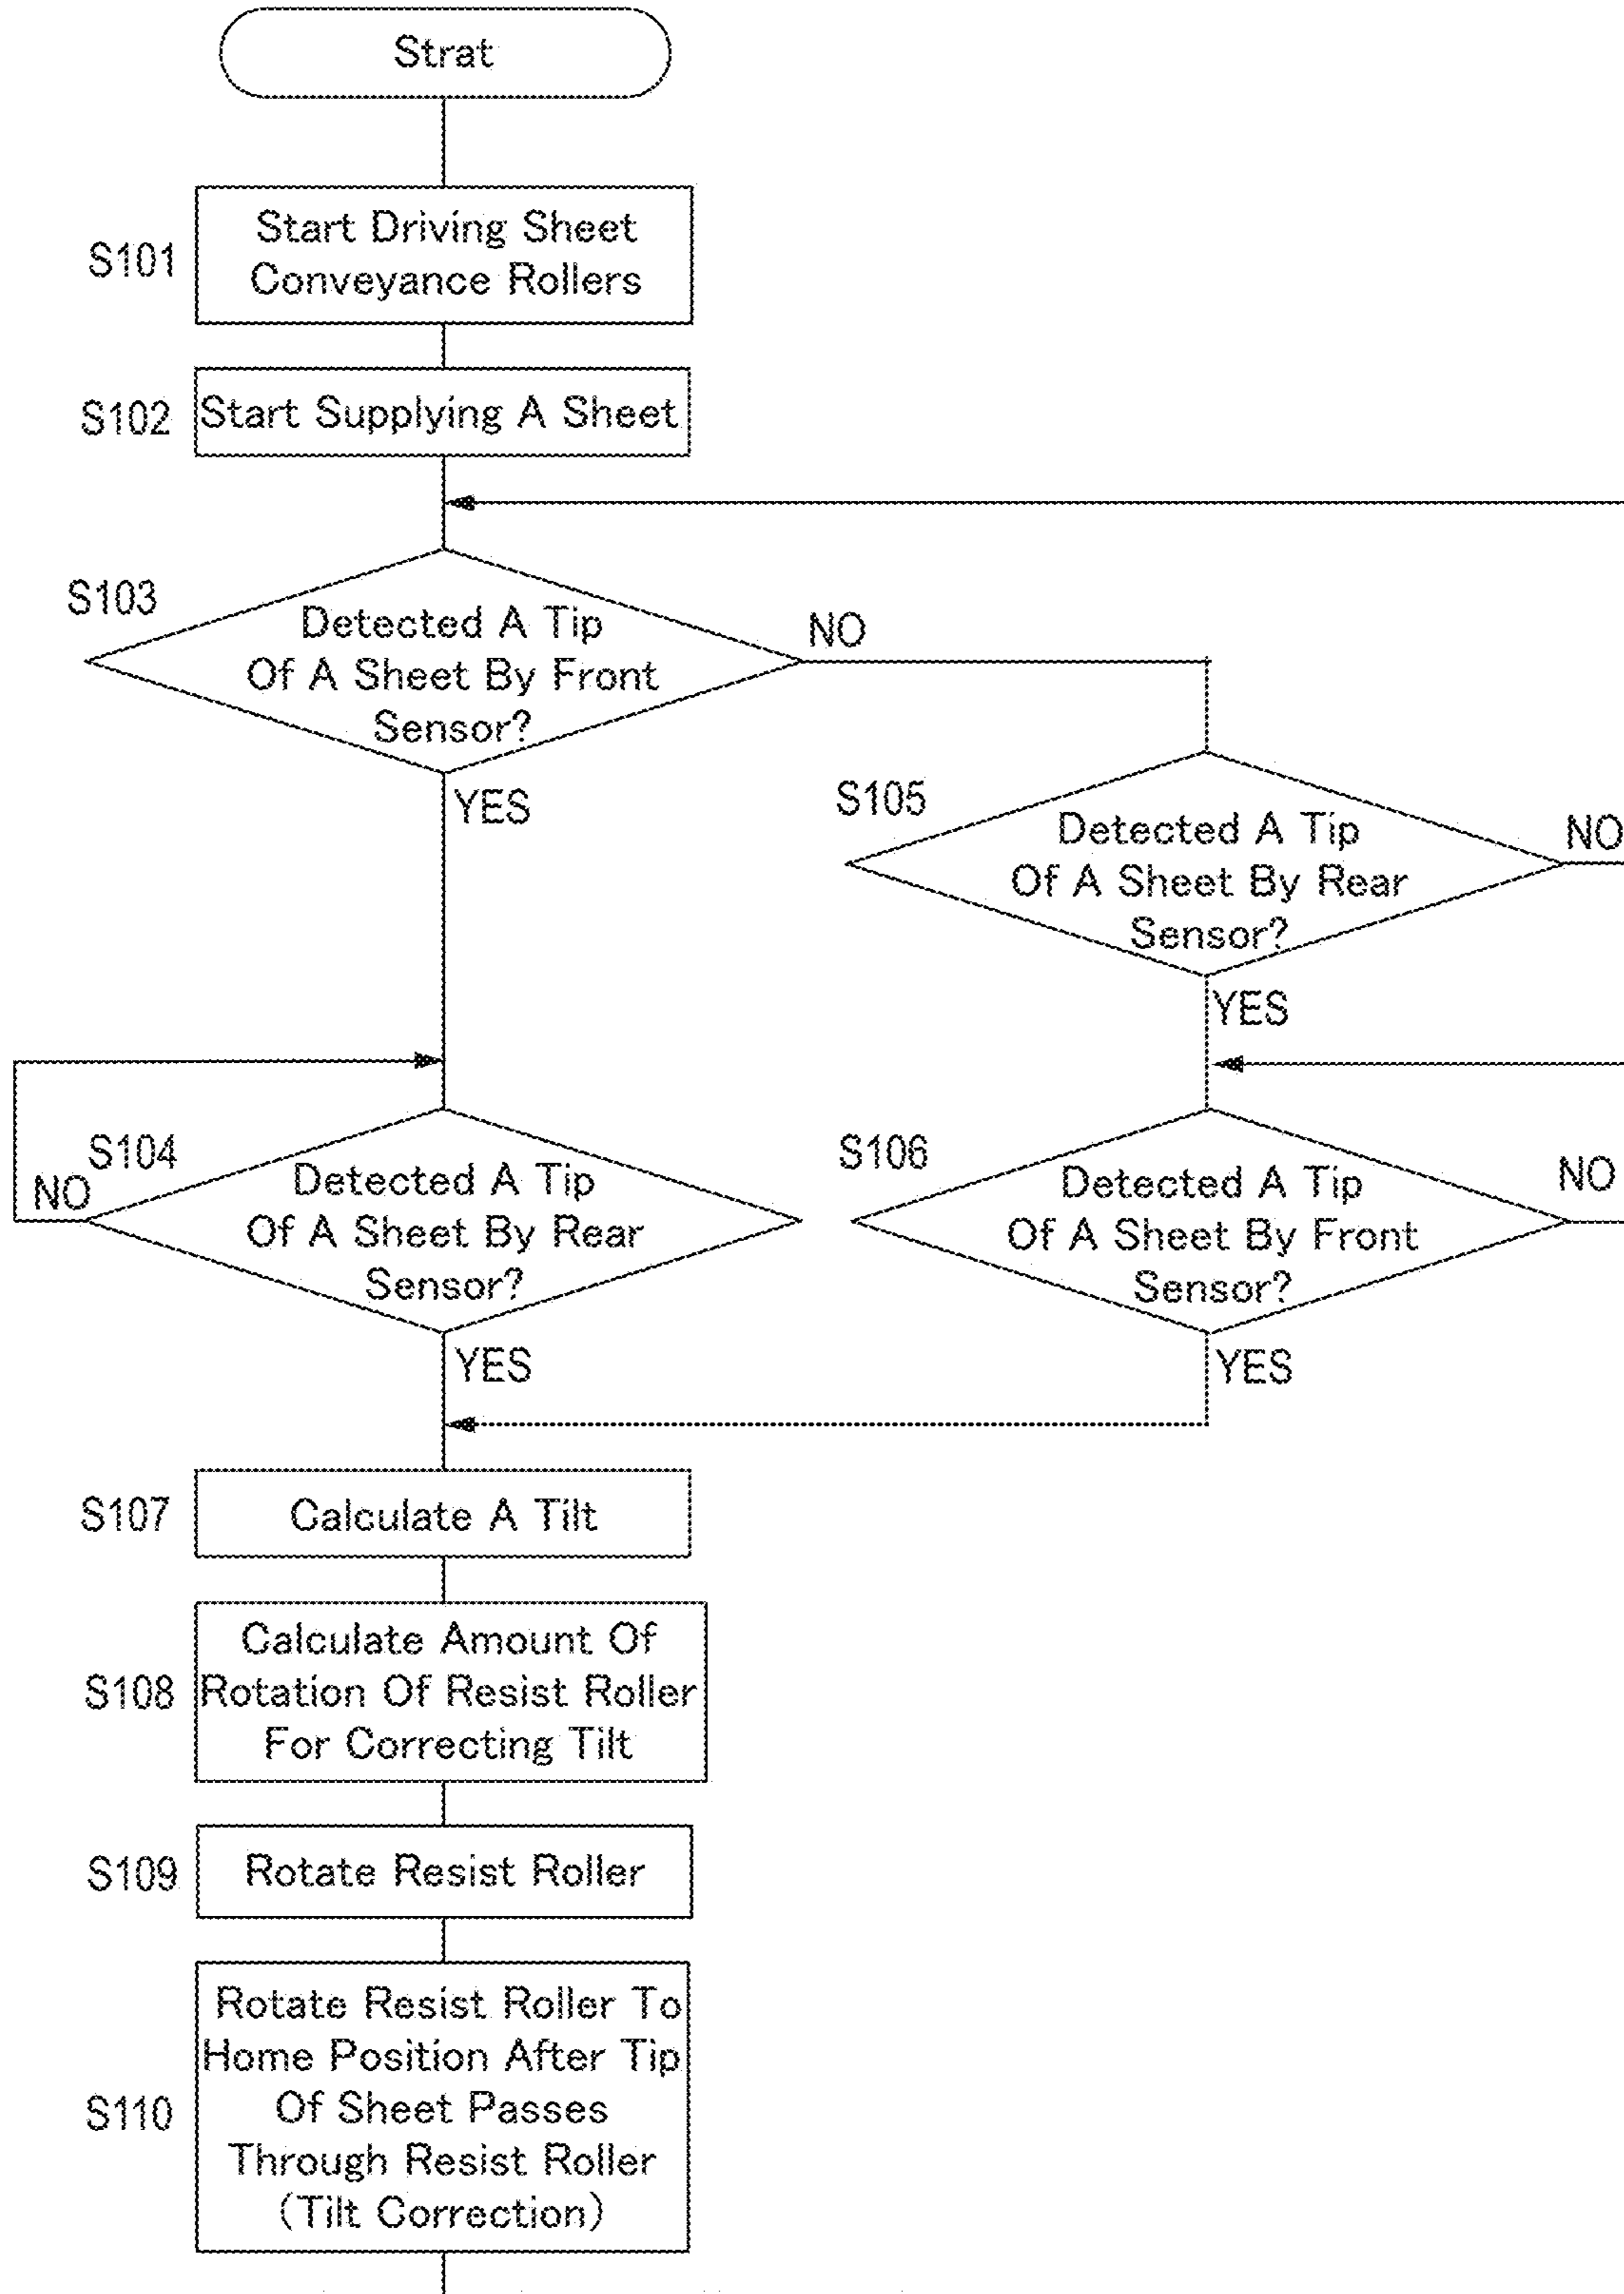 Strat
S101
Start Driving Sheet
Conveyance Rollers
S102
Start Supplying A Sheet
S103
Detected A Tip
Of A Sheet By Front
Sensor?
NO
YES
S105
Detected A Tip
Of A Sheet By Rear
Sensor?
NO
YES
S104
Detected A Tip
Of A Sheet By Rear
Sensor?
NO
YES
S106
Detected A Tip
Of A Sheet By Front
Sensor?
NO
YES
S107
Calculate A Tilt
S108
Calculate Amount Of
Rotation Of Resist Roller
For Correcting Tilt
S109
Rotate Resist Roller
S110
Rotate Resist Roller To
Home Position After Tip
Of Sheet Passes
Through Resist Roller
(Tilt Correction)